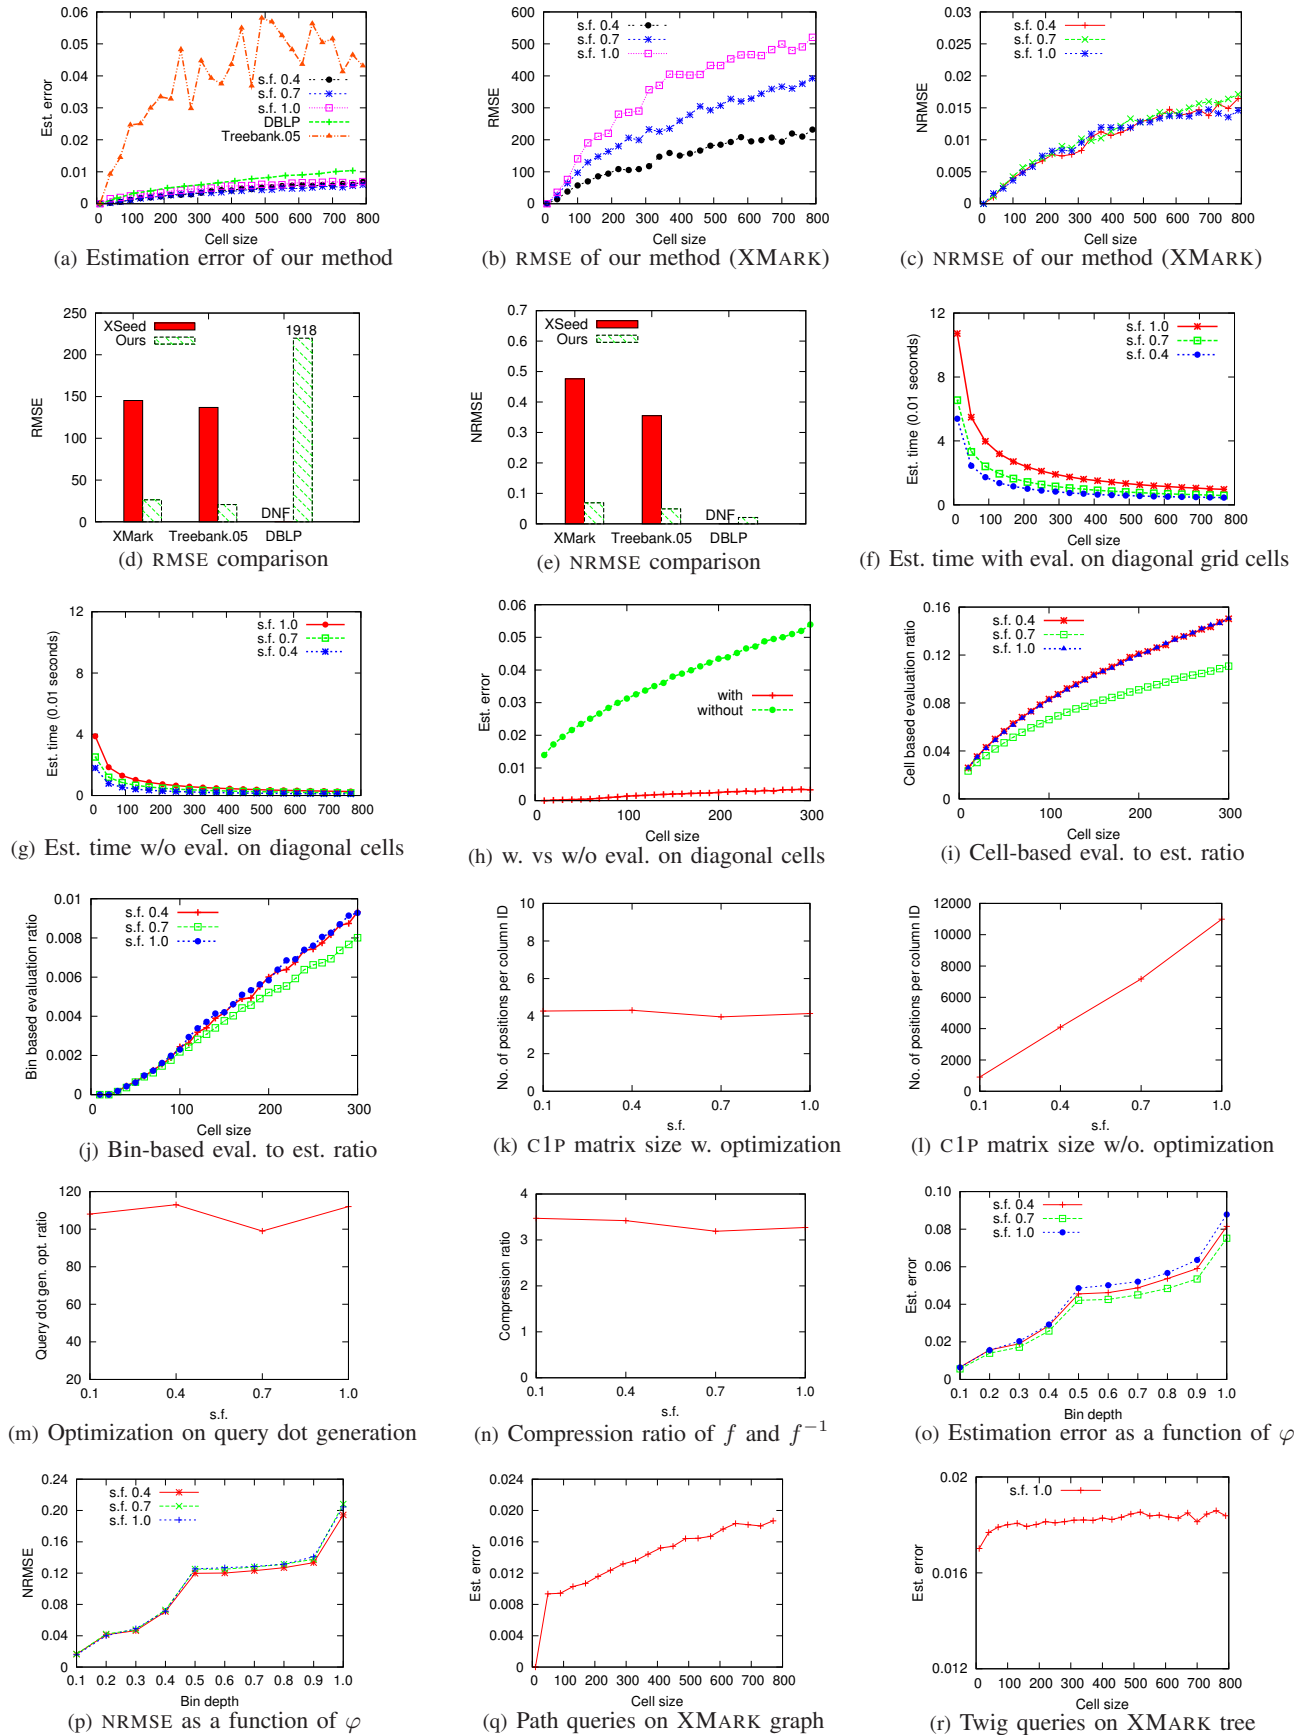 0.06
0.05
0.04
0.03
0.02
0.01
0
Est. error
s.f. 0.4
s.f. 0.7
s.f. 1.0
DBLP
Treebank.05
0 100 200 300 400 500 600 700 800
Cell size
(a) Estimation error of our method
600
500
400
300
200
100
0
RMSE
s.f. 0.4
s.f. 0.7
s.f. 1.0
0 100 200 300 400 500 600 700 800
Cell size
(b) RMSE of our method (XMARK)
0.03
0.025
0.02
0.015
0.01
0.005
0
NRMSE
s.f. 0.4
s.f. 0.7
s.f. 1.0
0 100 200 300 400 500 600 700 800
Cell size
(c) NRMSE of our method (XMARK)
250
200
150
100
50
0
RMSE
XSeed
Ours
1918
DNF
XMark Treebank.05 DBLP
(d) RMSE comparison
0.7
0.6
0.5
0.4
0.3
0.2
0.1
0
NRMSE
XSeed
Ours
DNF
XMark Treebank.05 DBLP
(e) NRMSE comparison
12
8
4
0
Est. time (0.01 seconds)
s.f. 1.0
s.f. 0.7
s.f. 0.4
0 100 200 300 400 500 600 700 800
Cell size
(f) Est. time with eval. on diagonal grid cells
12
8
4
0
Est. time (0.01 seconds)
s.f. 1.0
s.f. 0.7
s.f. 0.4
0 100 200 300 400 500 600 700 800
Cell size
(g) Est. time w/o eval. on diagonal cells
0.06
0.05
0.04
0.03
0.02
0.01
0
Est. error
with
without
0 100 200 300
Cell size
(h) w. vs w/o eval. on diagonal cells
0.16
0.12
0.08
0.04
0
Cell based evaluation ratio
s.f. 0.4
s.f. 0.7
s.f. 1.0
0 100 200 300
Cell size
(i) Cell-based eval. to est. ratio
0.01
0.008
0.006
0.004
0.002
0
Bin based evaluation ratio
s.f. 0.4
s.f. 0.7
s.f. 1.0
0 100 200 300
Cell size
(j) Bin-based eval. to est. ratio
10
8
6
4
2
0
No. of positions per column ID
0.1 0.4 0.7 1.0
s.f.
(k) C1P matrix size w. optimization
12000
10000
8000
6000
4000
2000
0
No. of positions per column ID
0.1 0.4 0.7 1.0
s.f.
(l) C1P matrix size w/o. optimization
120
100
80
60
40
20
Query dot gen. opt. ratio
0.1 0.4 0.7 1.0
s.f.
(m) Optimization on query dot generation
4
3
2
1
0
Compression ratio
0.1 0.4 0.7 1.0
s.f.
(n) Compression ratio of f and f⁻¹
0.10
0.08
0.06
0.04
0.02
0
Est. error
s.f. 0.4
s.f. 0.7
s.f. 1.0
0.1 0.2 0.3 0.4 0.5 0.6 0.7 0.8 0.9 1.0
Bin depth
(o) Estimation error as a function of φ
0.24
0.20
0.16
0.12
0.08
0.04
0
NRMSE
s.f. 0.4
s.f. 0.7
s.f. 1.0
0.1 0.2 0.3 0.4 0.5 0.6 0.7 0.8 0.9 1.0
Bin depth
(p) NRMSE as a function of φ
0.024
0.020
0.016
0.012
0.008
0.004
0
Est. error
0 100 200 300 400 500 600 700 800
Cell size
(q) Path queries on XMARK graph
0.02
0.016
0.012
Est. error
s.f. 1.0
0 100 200 300 400 500 600 700 800
Cell size
(r) Twig queries on XMARK tree